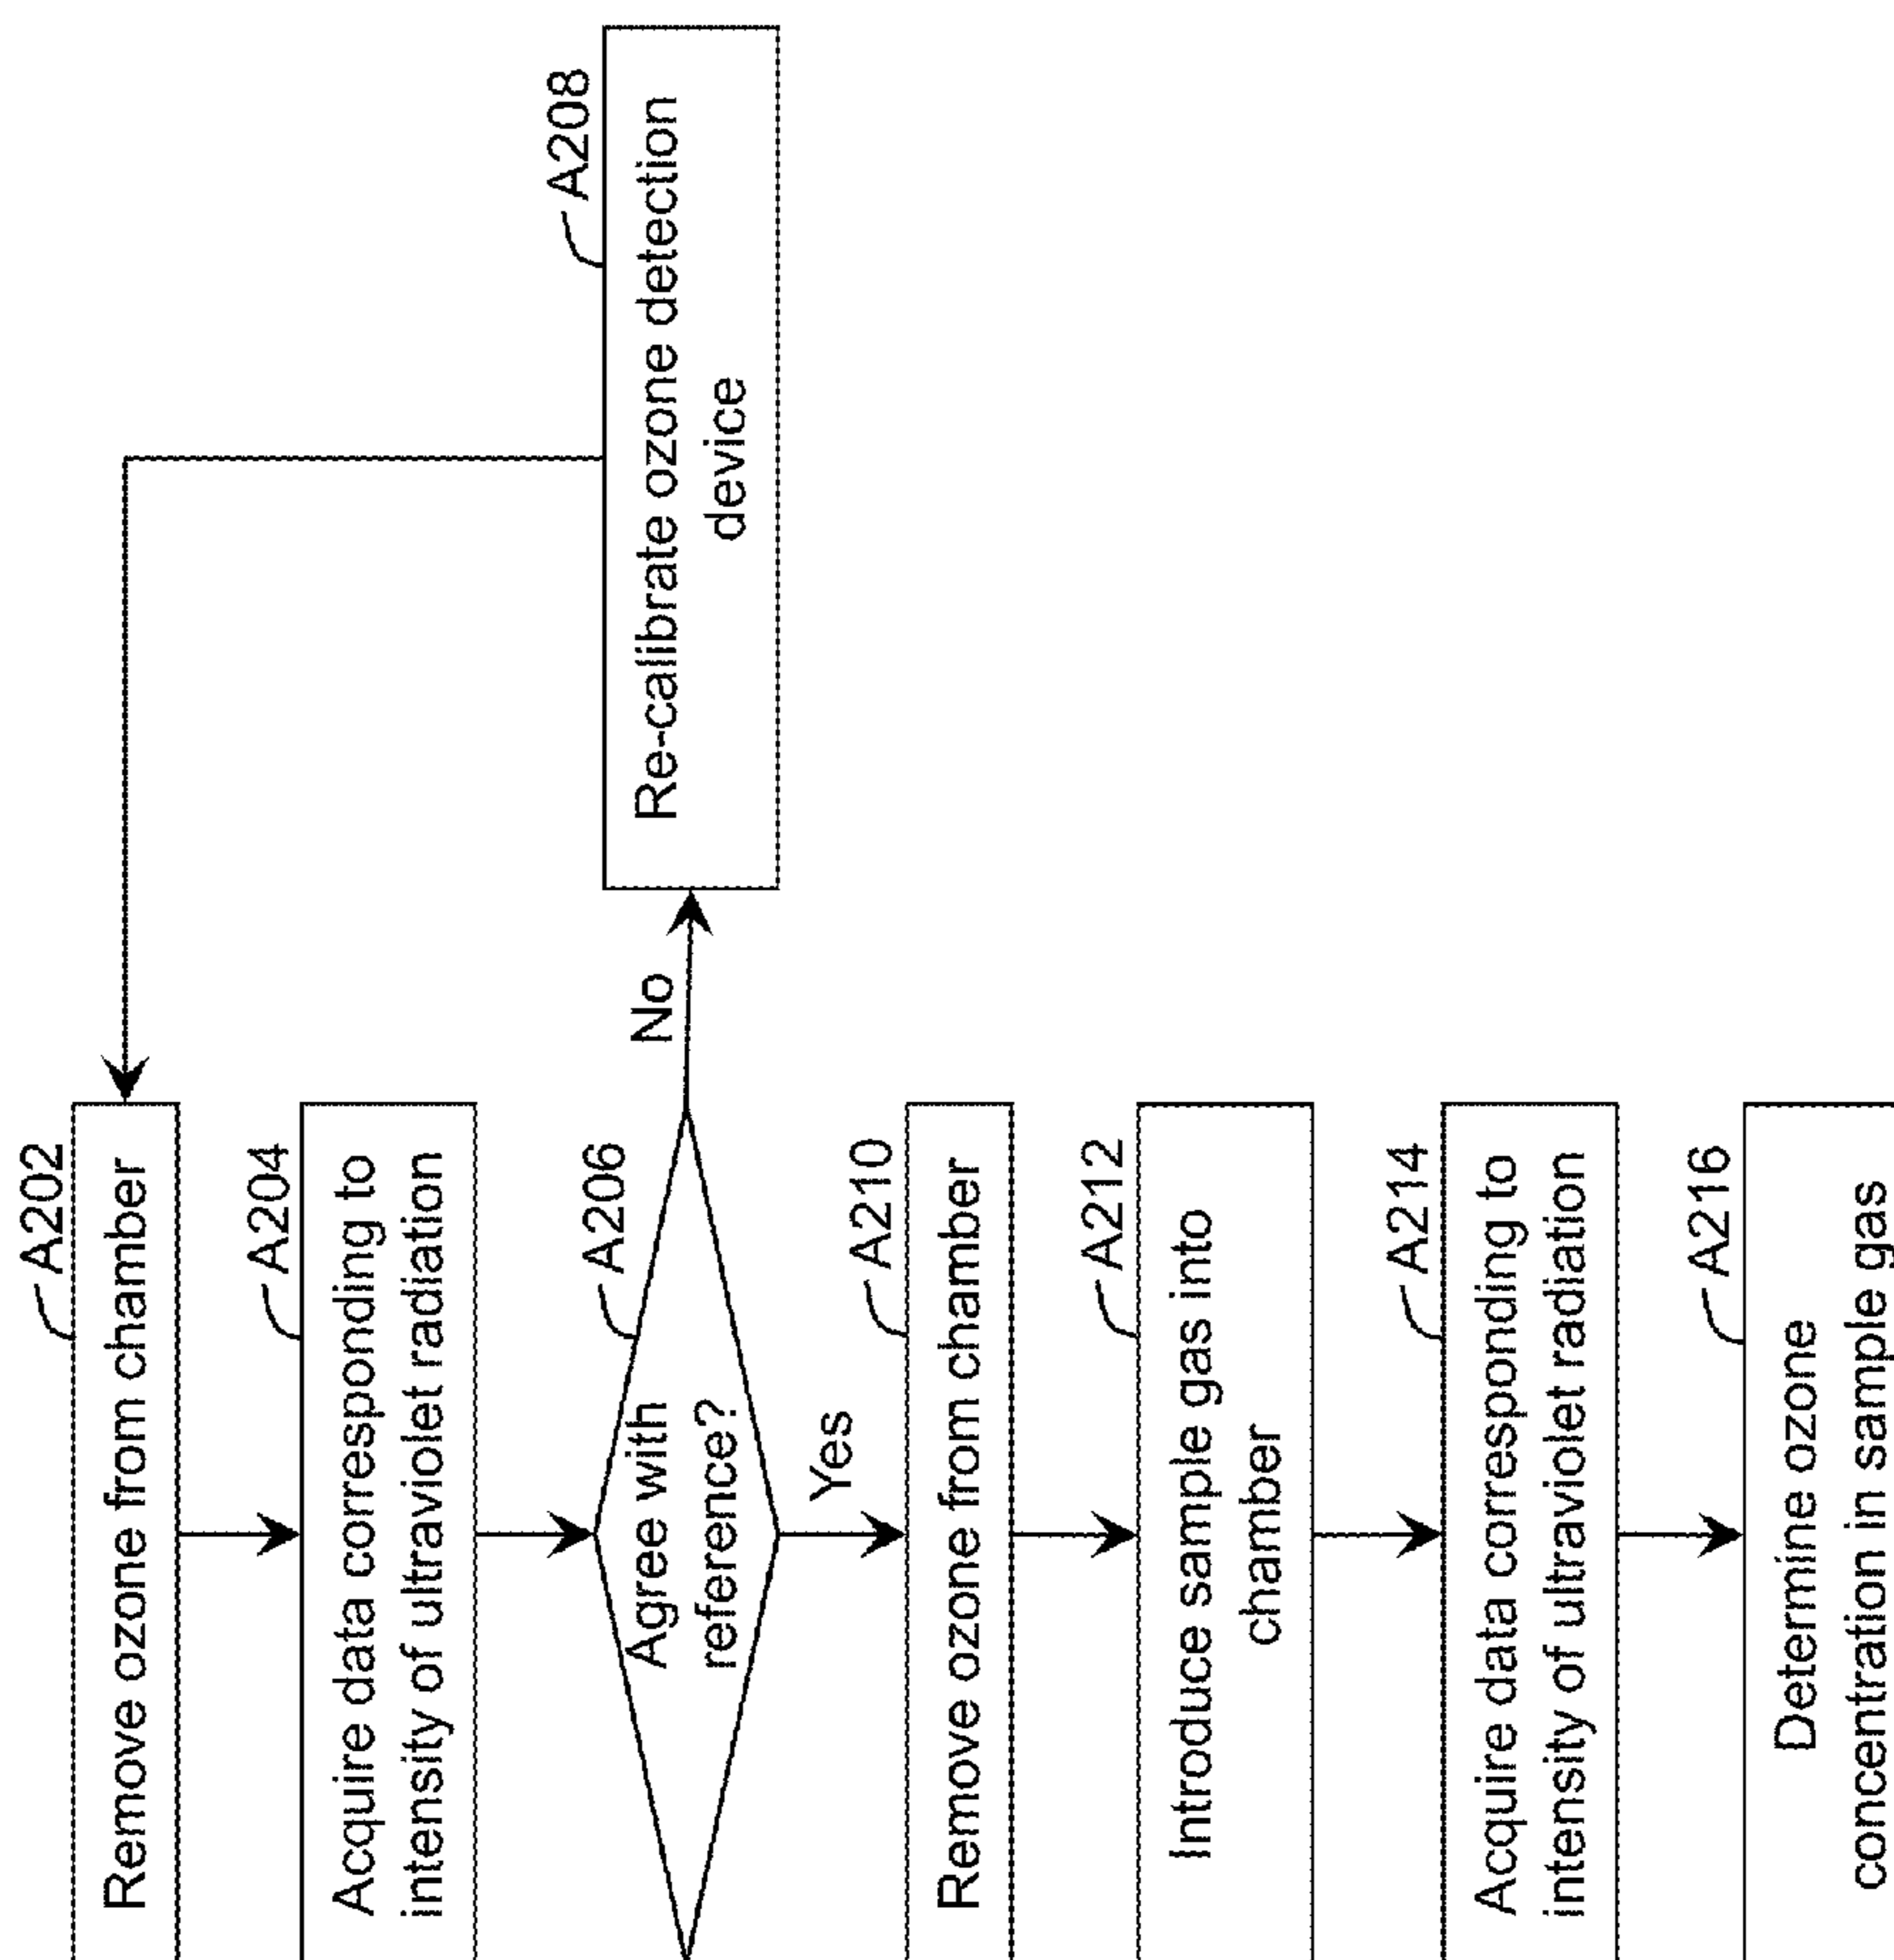 A202
Remove ozone from chamber
A204
Acquire data corresponding to
intensity of ultraviolet radiation
A206
Agree with
reference?
No
A208
Re-calibrate ozone detection
device
Yes
A210
Remove ozone from chamber
A212
Introduce sample gas into
chamber
A214
Acquire data corresponding to
intensity of ultraviolet radiation
A216
Determine ozone
concentration in sample gas